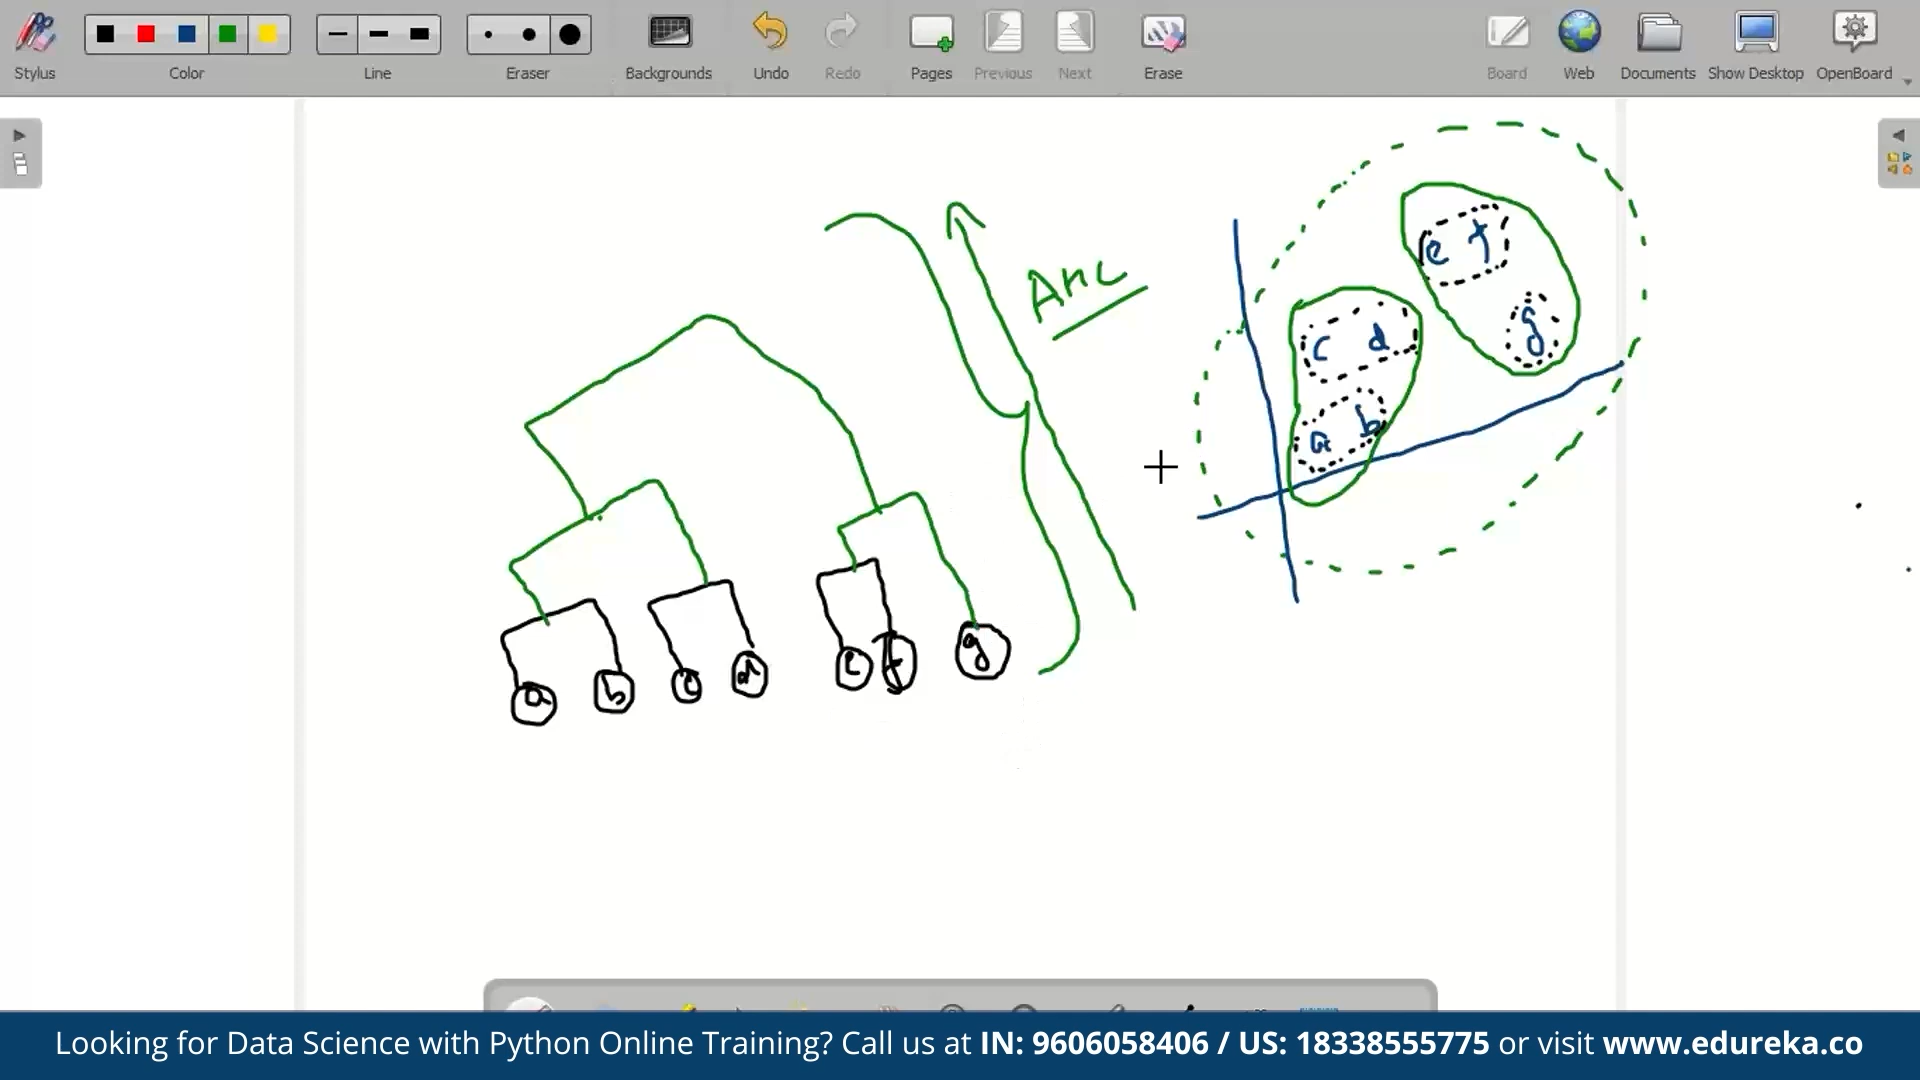 Stylus Color Line Eraser Backgrounds Undo Redo Pages Previous Next Erase Board Web Documents Show Desktop OpenBoard
AHC
e f
g
c d
a b
a b c d e f g
Looking for Data Science with Python Online Training? Call us at IN: 9606058406 / US: 18338555775 or visit www.edureka.co